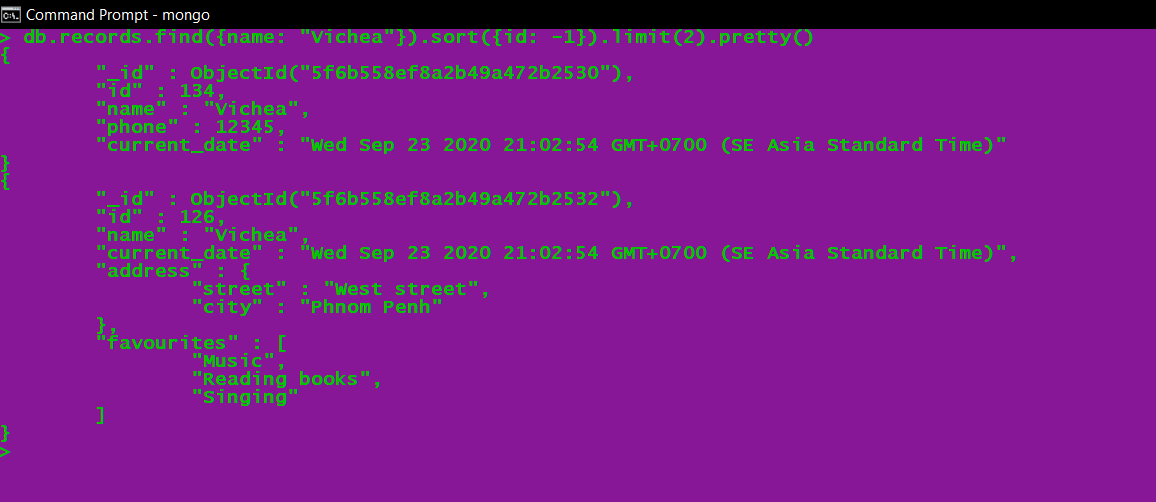 Command Prompt - mongo
> db.records.find({name: "Vichea"}).sort({id: -1}).limit(2).pretty()
{
        "_id" : ObjectId("5f6b558ef8a2b49a472b2530"),
        "id" : 134,
        "name" : "Vichea",
        "phone" : 12345,
        "current_date" : "Wed Sep 23 2020 21:02:54 GMT+0700 (SE Asia Standard Time)"
}
{
        "_id" : ObjectId("5f6b558ef8a2b49a472b2532"),
        "id" : 126,
        "name" : "Vichea",
        "current_date" : "Wed Sep 23 2020 21:02:54 GMT+0700 (SE Asia Standard Time)",
        "address" : {
                "street" : "West street",
                "city" : "Phnom Penh"
        },
        "favourites" : [
                "Music",
                "Reading books",
                "Singing"
        ]
}
>